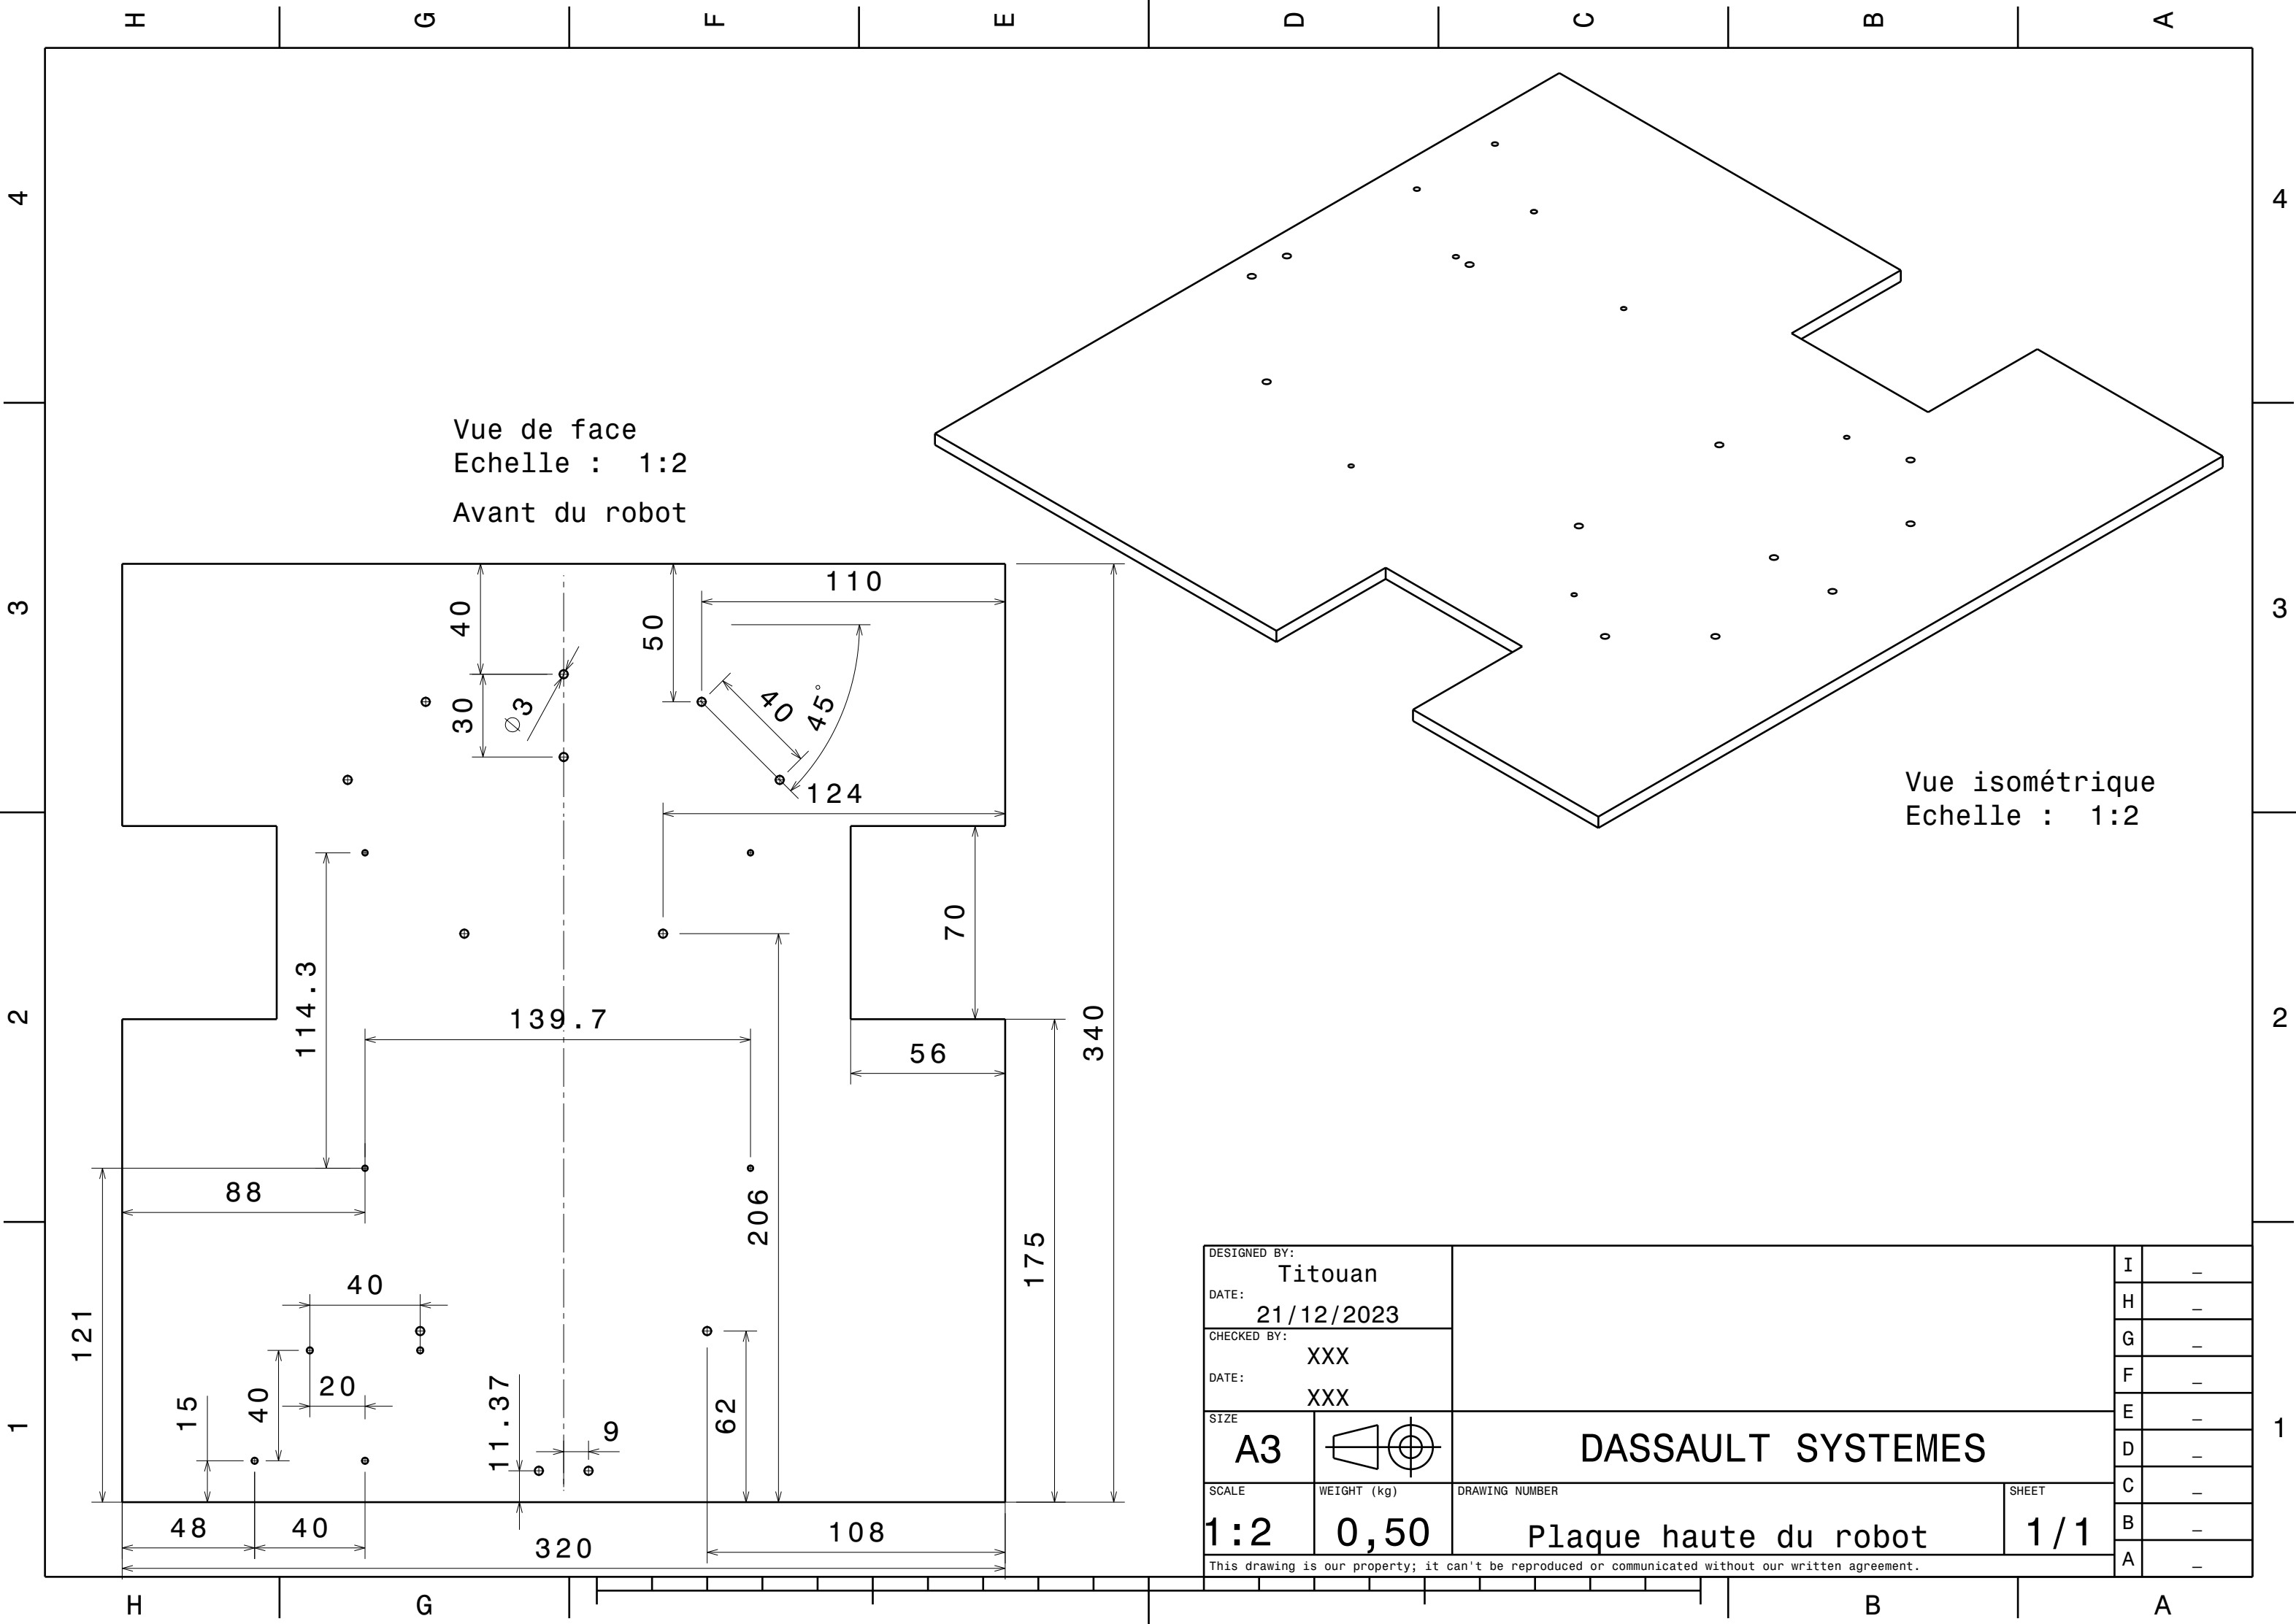 H G F E D C B A
4 4
Vue de face
Echelle : 1:2
Avant du robot
3 3
110
40
50
30
⌀3
40
45°
124
Vue isométrique
Echelle : 1:2
70
114.3
2 2
139.7
340
56
88
206
175
121
40
20
15
40
11.37
9
62
1 1
48
40
320
108
DESIGNED BY:
Titouan
DATE:
21/12/2023
CHECKED BY:
XXX
DATE:
XXX
SIZE
A3
DASSAULT SYSTEMES
SCALE
1:2
WEIGHT (kg)
0,50
DRAWING NUMBER
Plaque haute du robot
SHEET
1/1
This drawing is our property; it can't be reproduced or communicated without our written agreement.
I _
H _
G _
F _
E _
D _
C _
B _
A _
H G B A